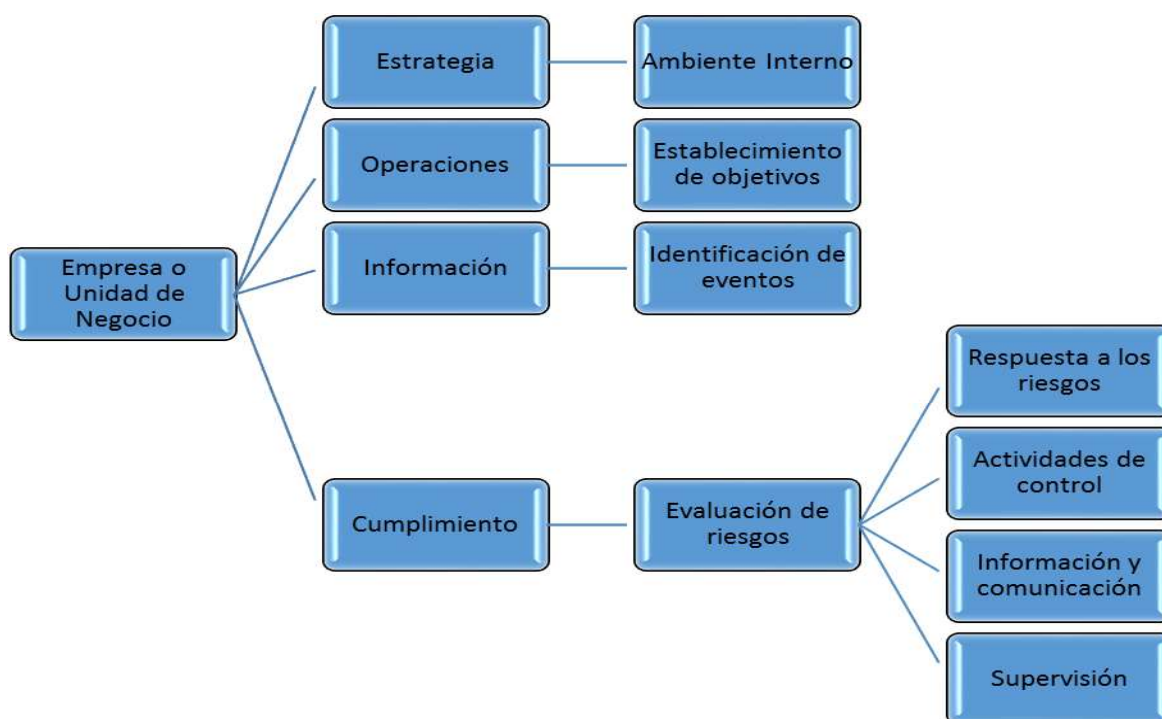 Empresa o
Unidad de
Negocio
Estrategia
Ambiente Interno
Operaciones
Establecimiento
de objetivos
Información
Identificación de
eventos
Cumplimiento
Evaluación de
riesgos
Respuesta a los
riesgos
Actividades de
control
Información y
comunicación
Supervisión